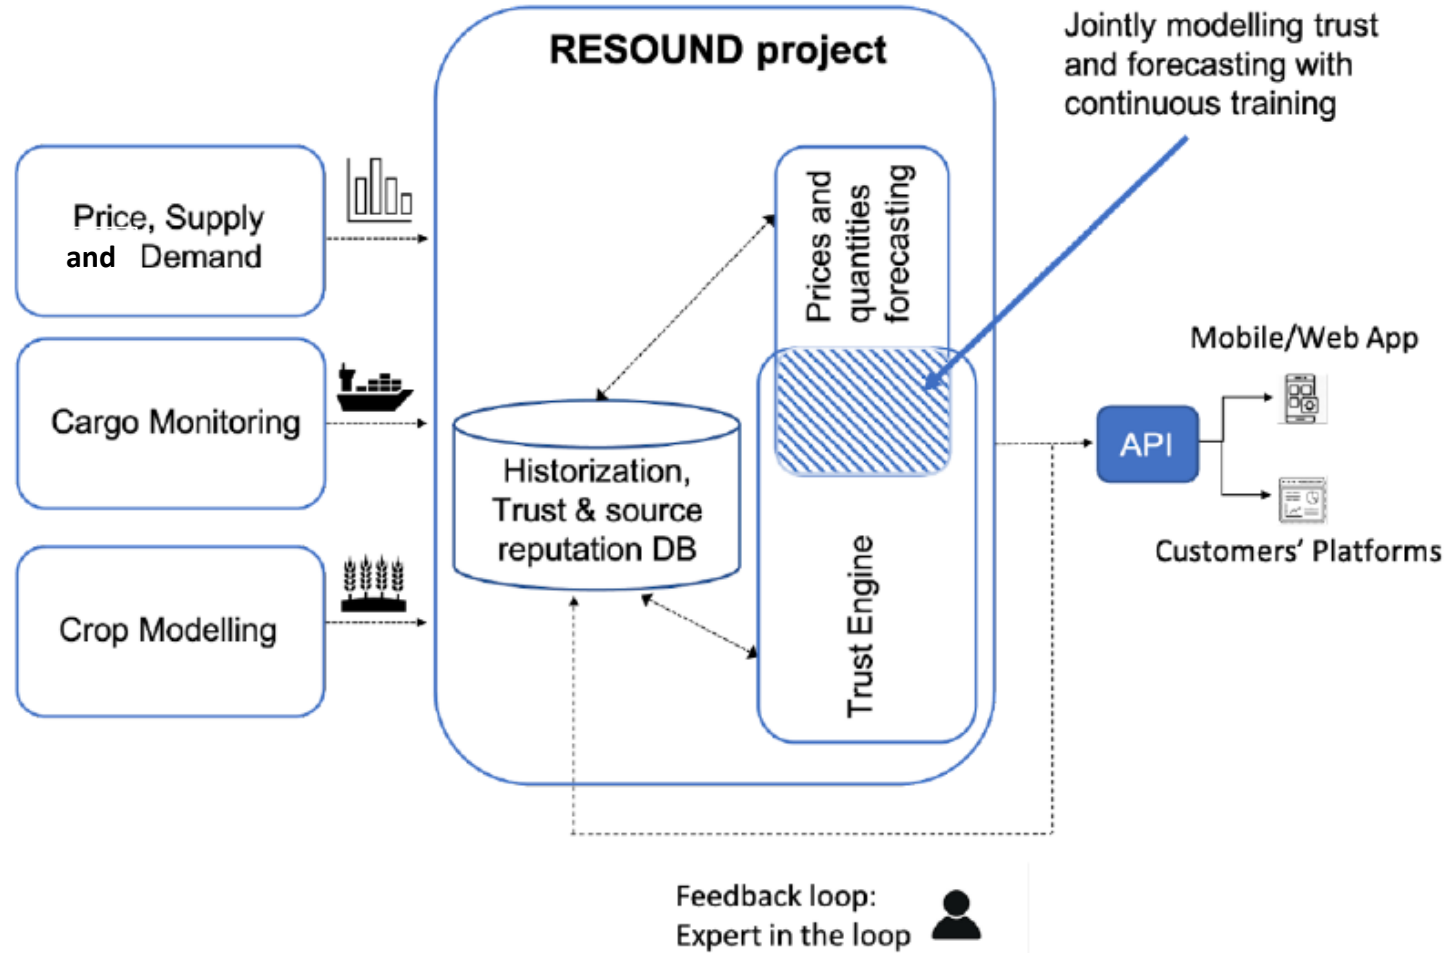 RESOUND project
Jointly modelling trust
and forecasting with
continuous training
Price, Supply
and Demand
Cargo Monitoring
Crop Modelling
Historization,
Trust & source
reputation DB
Prices and
quantities
forecasting
Trust Engine
API
Mobile/Web App
Customers’ Platforms
Feedback loop:
Expert in the loop